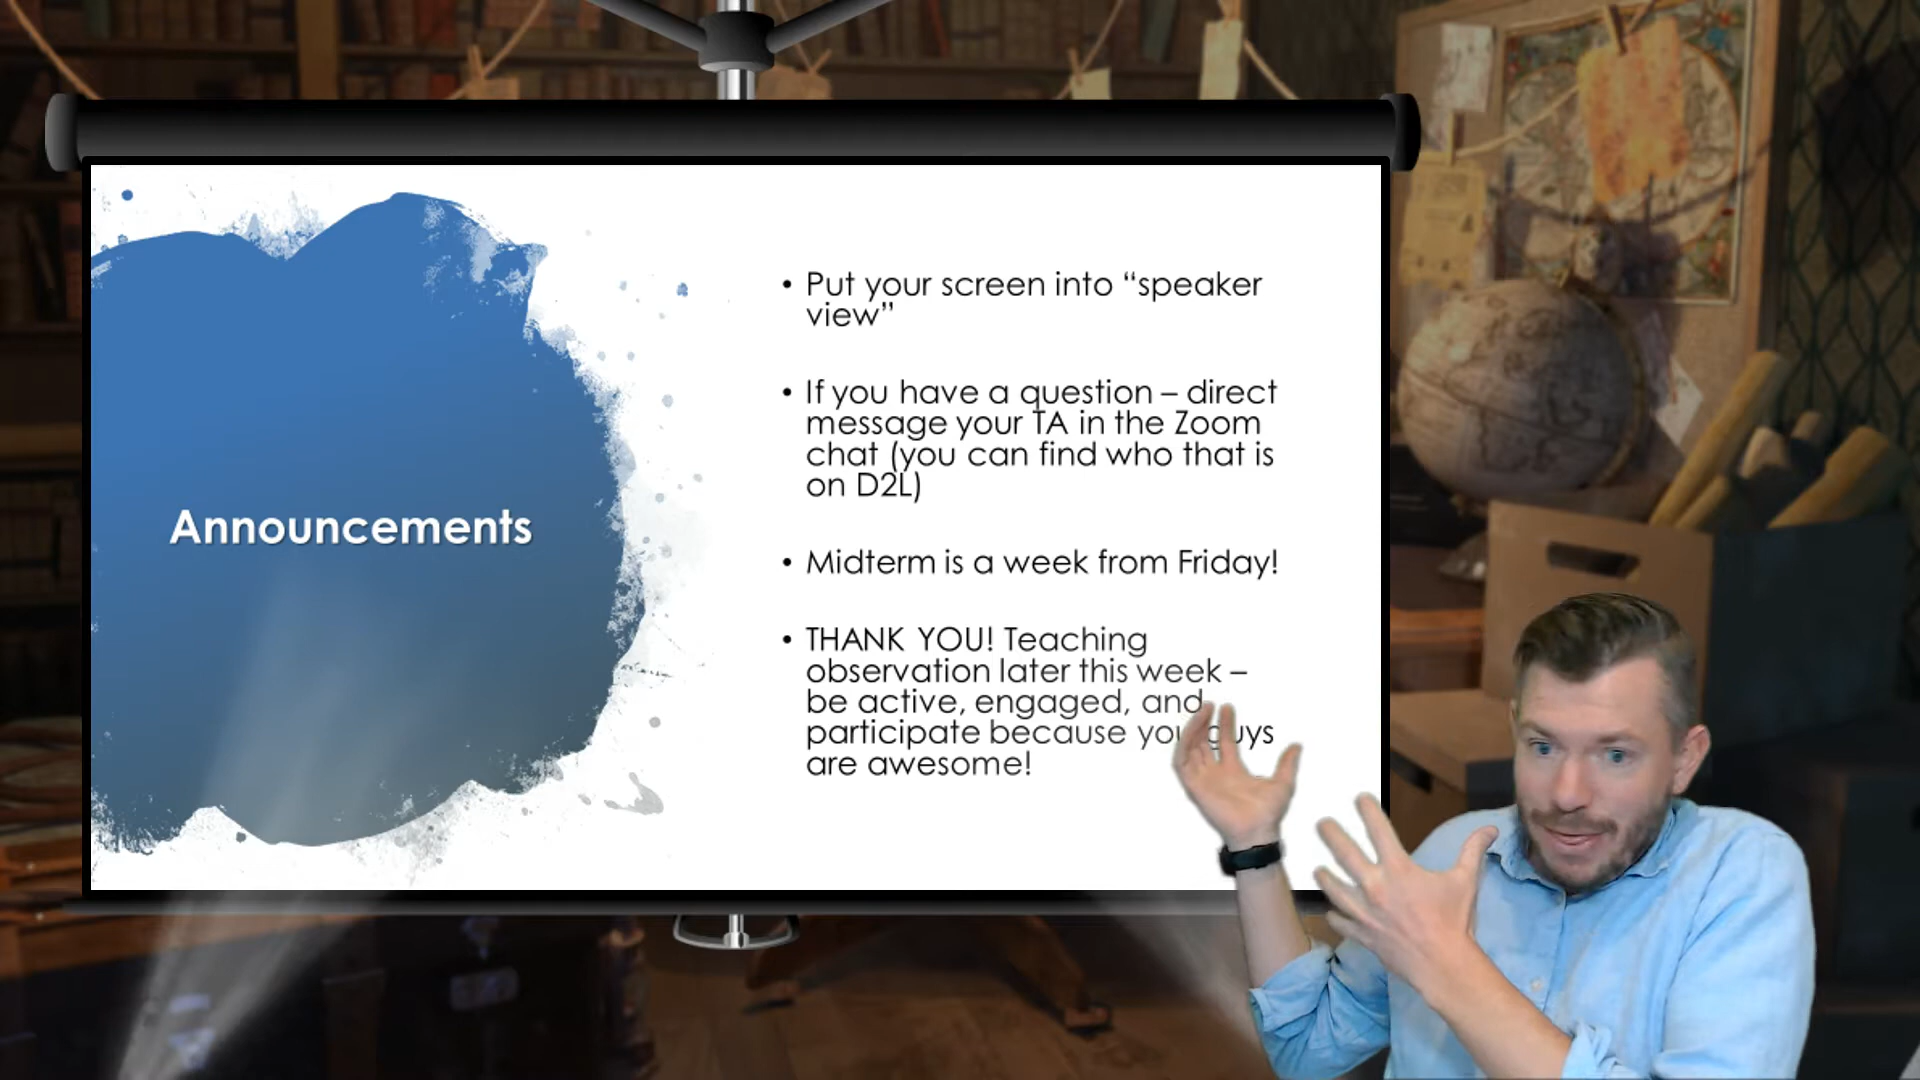 Announcements
• Put your screen into “speaker
view”
• If you have a question – direct
message your TA in the Zoom
chat (you can find who that is
on D2L)
• Midterm is a week from Friday!
• THANK YOU! Teaching
observation later this week –
be active, engaged, and
participate because you guys
are awesome!